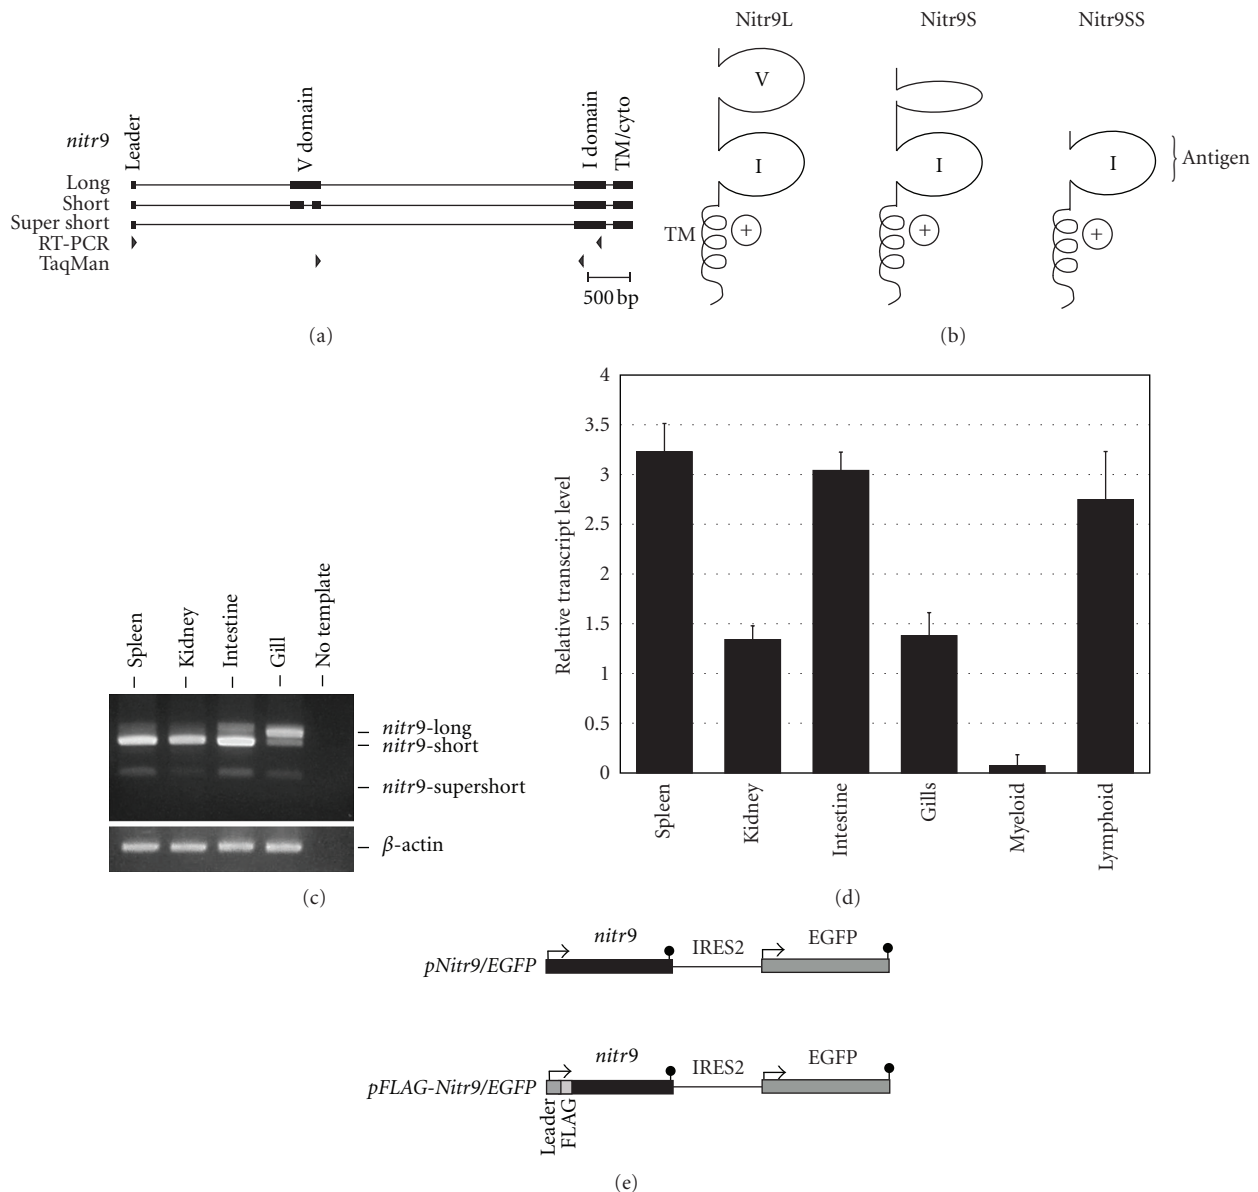 nitr9
Leader
V domain
I domain
TM/cyto
Long
Short
Super short
RT-PCR
TaqMan
500 bp
(a)
Nitr9L
Nitr9S
Nitr9SS
V
I
I
I
Antigen
TM
+
+
+
(b)
Spleen
Kidney
Intestine
Gill
No template
nitr9-long
nitr9-short
nitr9-supershort
β-actin
(c)
Relative transcript level
4
3.5
3
2.5
2
1.5
1
0.5
0
Spleen
Kidney
Intestine
Gills
Myeloid
Lymphoid
(d)
pNitr9/EGFP
nitr9
IRES2
EGFP
pFLAG-Nitr9/EGFP
nitr9
IRES2
EGFP
Leader
FLAG
(e)